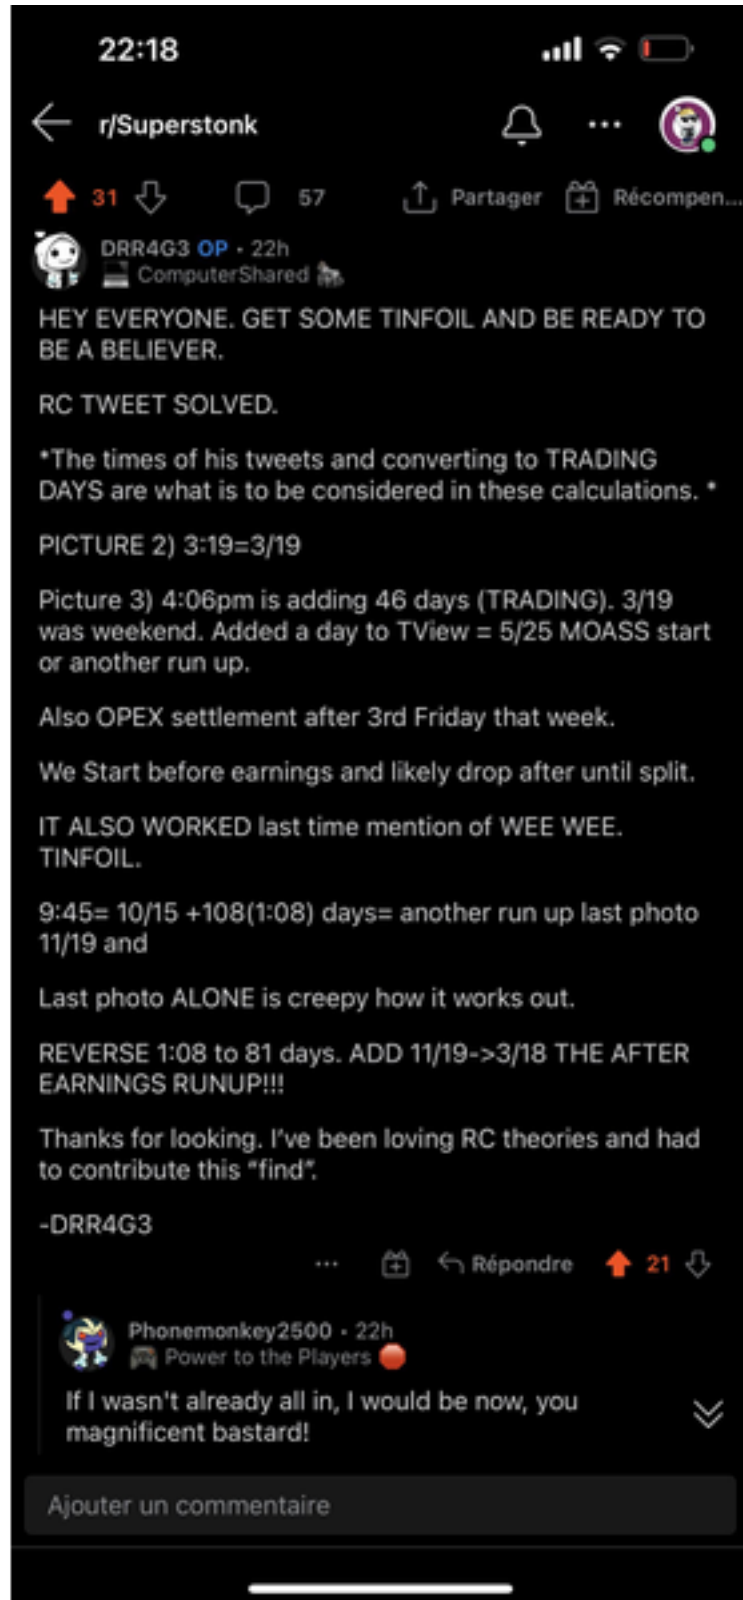 22:18
r/Superstonk
31
57
Partager
Récompen...
DRR4G3 OP · 22h
ComputerShared
HEY EVERYONE. GET SOME TINFOIL AND BE READY TO
BE A BELIEVER.
RC TWEET SOLVED.
*The times of his tweets and converting to TRADING
DAYS are what is to be considered in these calculations. *
PICTURE 2) 3:19=3/19
Picture 3) 4:06pm is adding 46 days (TRADING). 3/19
was weekend. Added a day to TView = 5/25 MOASS start
or another run up.
Also OPEX settlement after 3rd Friday that week.
We Start before earnings and likely drop after until split.
IT ALSO WORKED last time mention of WEE WEE.
TINFOIL.
9:45= 10/15 +108(1:08) days= another run up last photo
11/19 and
Last photo ALONE is creepy how it works out.
REVERSE 1:08 to 81 days. ADD 11/19->3/18 THE AFTER
EARNINGS RUNUP!!!
Thanks for looking. I've been loving RC theories and had
to contribute this “find”.
-DRR4G3
Répondre
21
Phonemonkey2500 · 22h
Power to the Players
If I wasn't already all in, I would be now, you
magnificent bastard!
Ajouter un commentaire